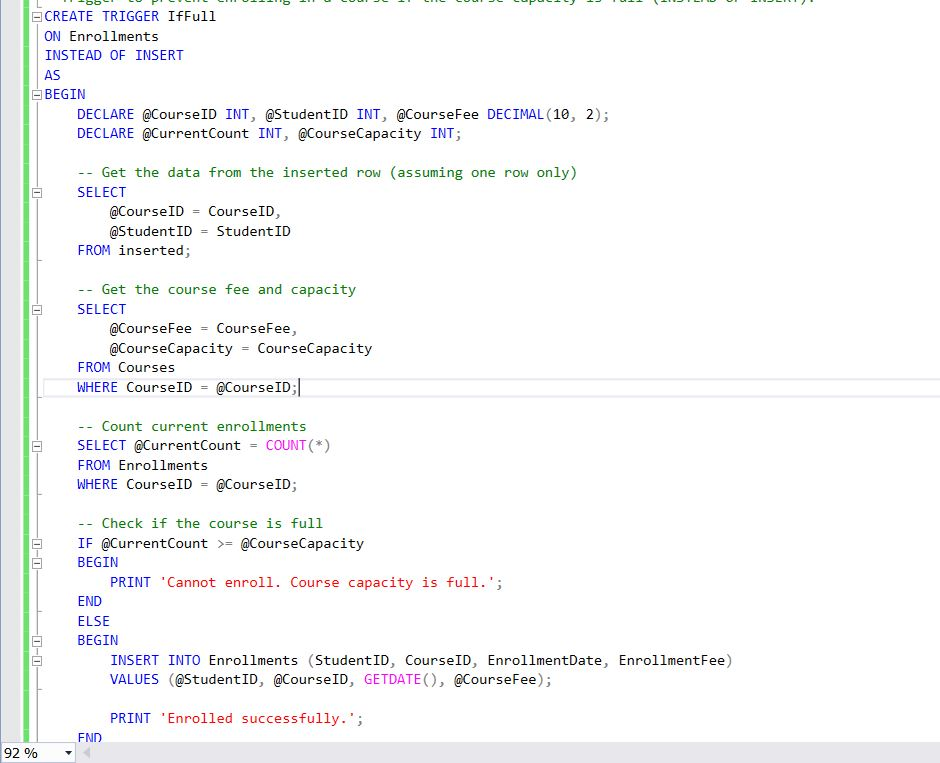 Trigger to prevent enrolling in a course if the course capacity is full (INSTEAD OF INSERT).
CREATE TRIGGER IfFull
ON Enrollments
INSTEAD OF INSERT
AS
BEGIN
DECLARE @CourseID INT, @StudentID INT, @CourseFee DECIMAL(10, 2);
DECLARE @CurrentCount INT, @CourseCapacity INT;
-- Get the data from the inserted row (assuming one row only)
SELECT
@CourseID = CourseID,
@StudentID = StudentID
FROM inserted;
-- Get the course fee and capacity
SELECT
@CourseFee = CourseFee,
@CourseCapacity = CourseCapacity
FROM Courses
WHERE CourseID = @CourseID;
-- Count current enrollments
SELECT @CurrentCount = COUNT(*)
FROM Enrollments
WHERE CourseID = @CourseID;
-- Check if the course is full
IF @CurrentCount >= @CourseCapacity
BEGIN
PRINT 'Cannot enroll. Course capacity is full.';
END
ELSE
BEGIN
INSERT INTO Enrollments (StudentID, CourseID, EnrollmentDate, EnrollmentFee)
VALUES (@StudentID, @CourseID, GETDATE(), @CourseFee);
PRINT 'Enrolled successfully.';
END
92 %